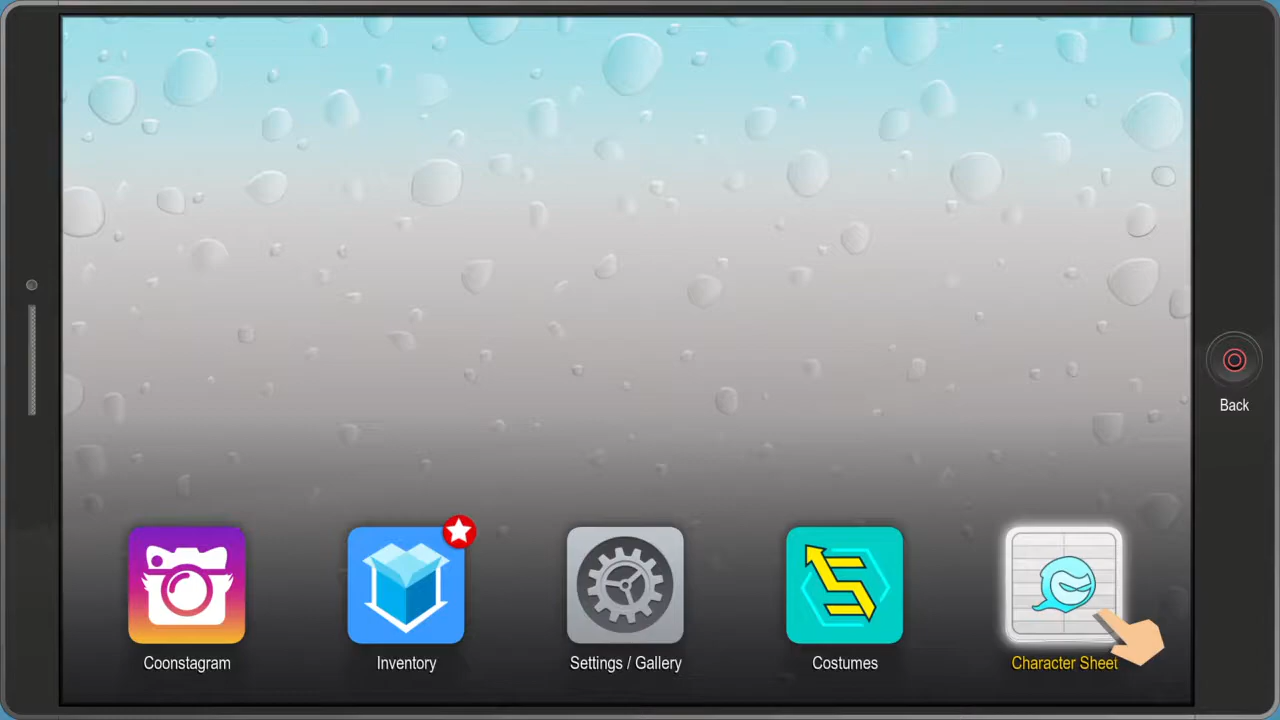 Back
Coonstagram
Inventory
Settings / Gallery
Costumes
Character Sheet